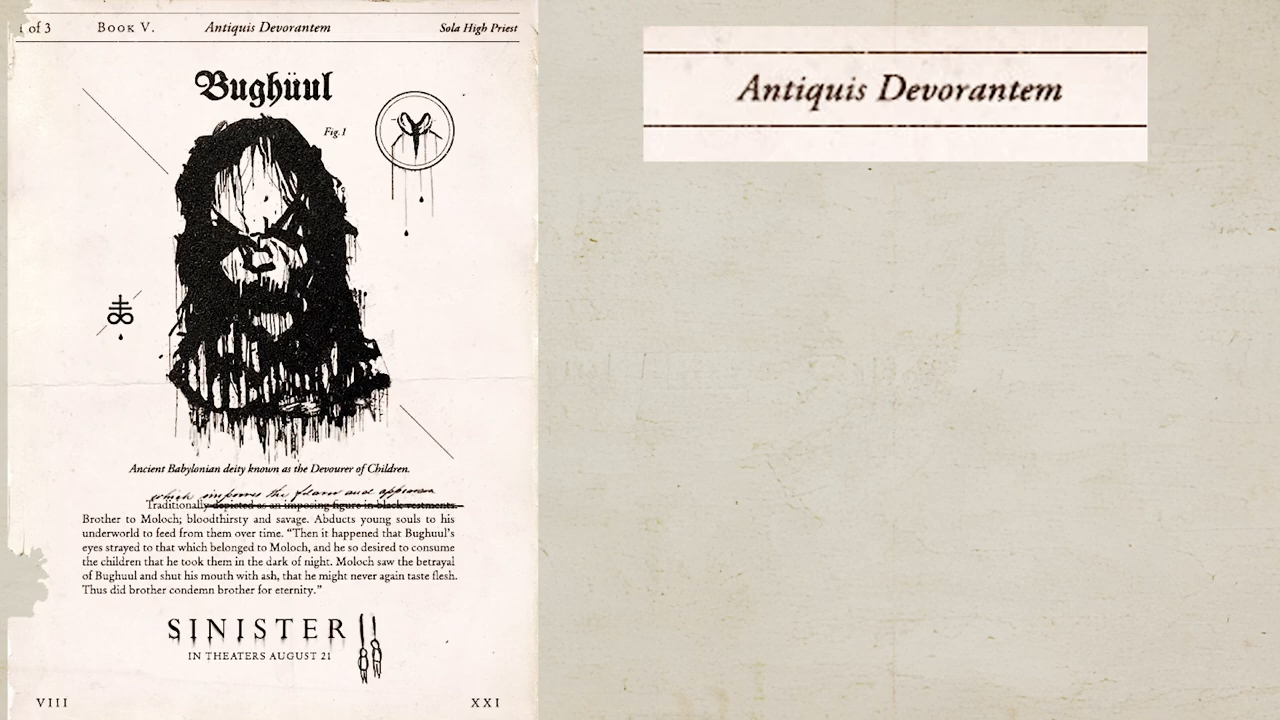 1 of 3 BOOK V. Antiquis Devorantem Sola High Priest
Bughüul
Fig. 1
Ancient Babylonian deity known as the Devourer of Children.
which imposes the flaw and
Traditionally depicted as an imposing figure in black vestments.
Brother to Moloch; bloodthirsty and savage. Abducts young souls to his
underworld to feed from them over time. “Then it happened that Bughuul's
eyes strayed to that which belonged to Moloch, and he so desired to consume
the children that he took them in the dark of night. Moloch saw the betrayal
of Bughuul and shut his mouth with ash, that he might never again taste flesh.
Thus did brother condemn brother for eternity.”
SINISTER
IN THEATERS AUGUST 21
VIII XXI
Antiquis Devorantem